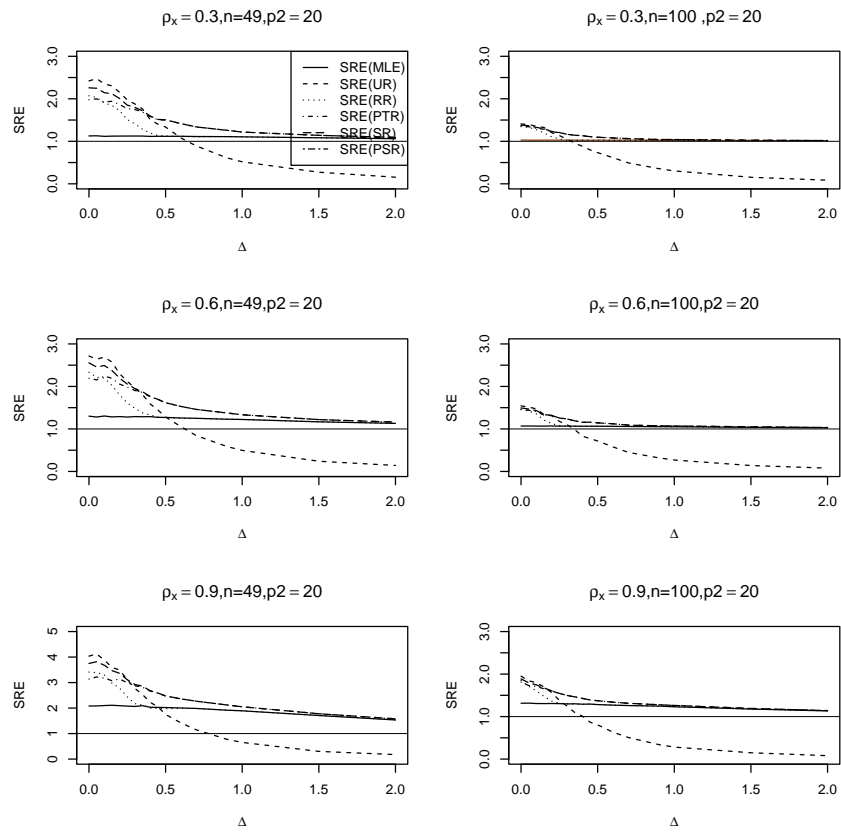 ρx = 0.3,n=49,p2 = 20
SRE
0.0 1.0 2.0 3.0
SRE(MLE)
SRE(UR)
SRE(RR)
SRE(PTR)
SRE(SR)
SRE(PSR)
0.0 0.5 1.0 1.5 2.0
Δ
ρx = 0.3,n=100 ,p2 = 20
SRE
0.0 1.0 2.0 3.0
0.0 0.5 1.0 1.5 2.0
Δ
ρx = 0.6,n=49,p2 = 20
SRE
0.0 1.0 2.0 3.0
0.0 0.5 1.0 1.5 2.0
Δ
ρx = 0.6,n=100,p2 = 20
SRE
0.0 1.0 2.0 3.0
0.0 0.5 1.0 1.5 2.0
Δ
ρx = 0.9,n=49,p2 = 20
SRE
0 1 2 3 4 5
0.0 0.5 1.0 1.5 2.0
Δ
ρx = 0.9,n=100,p2 = 20
SRE
0.0 1.0 2.0 3.0
0.0 0.5 1.0 1.5 2.0
Δ